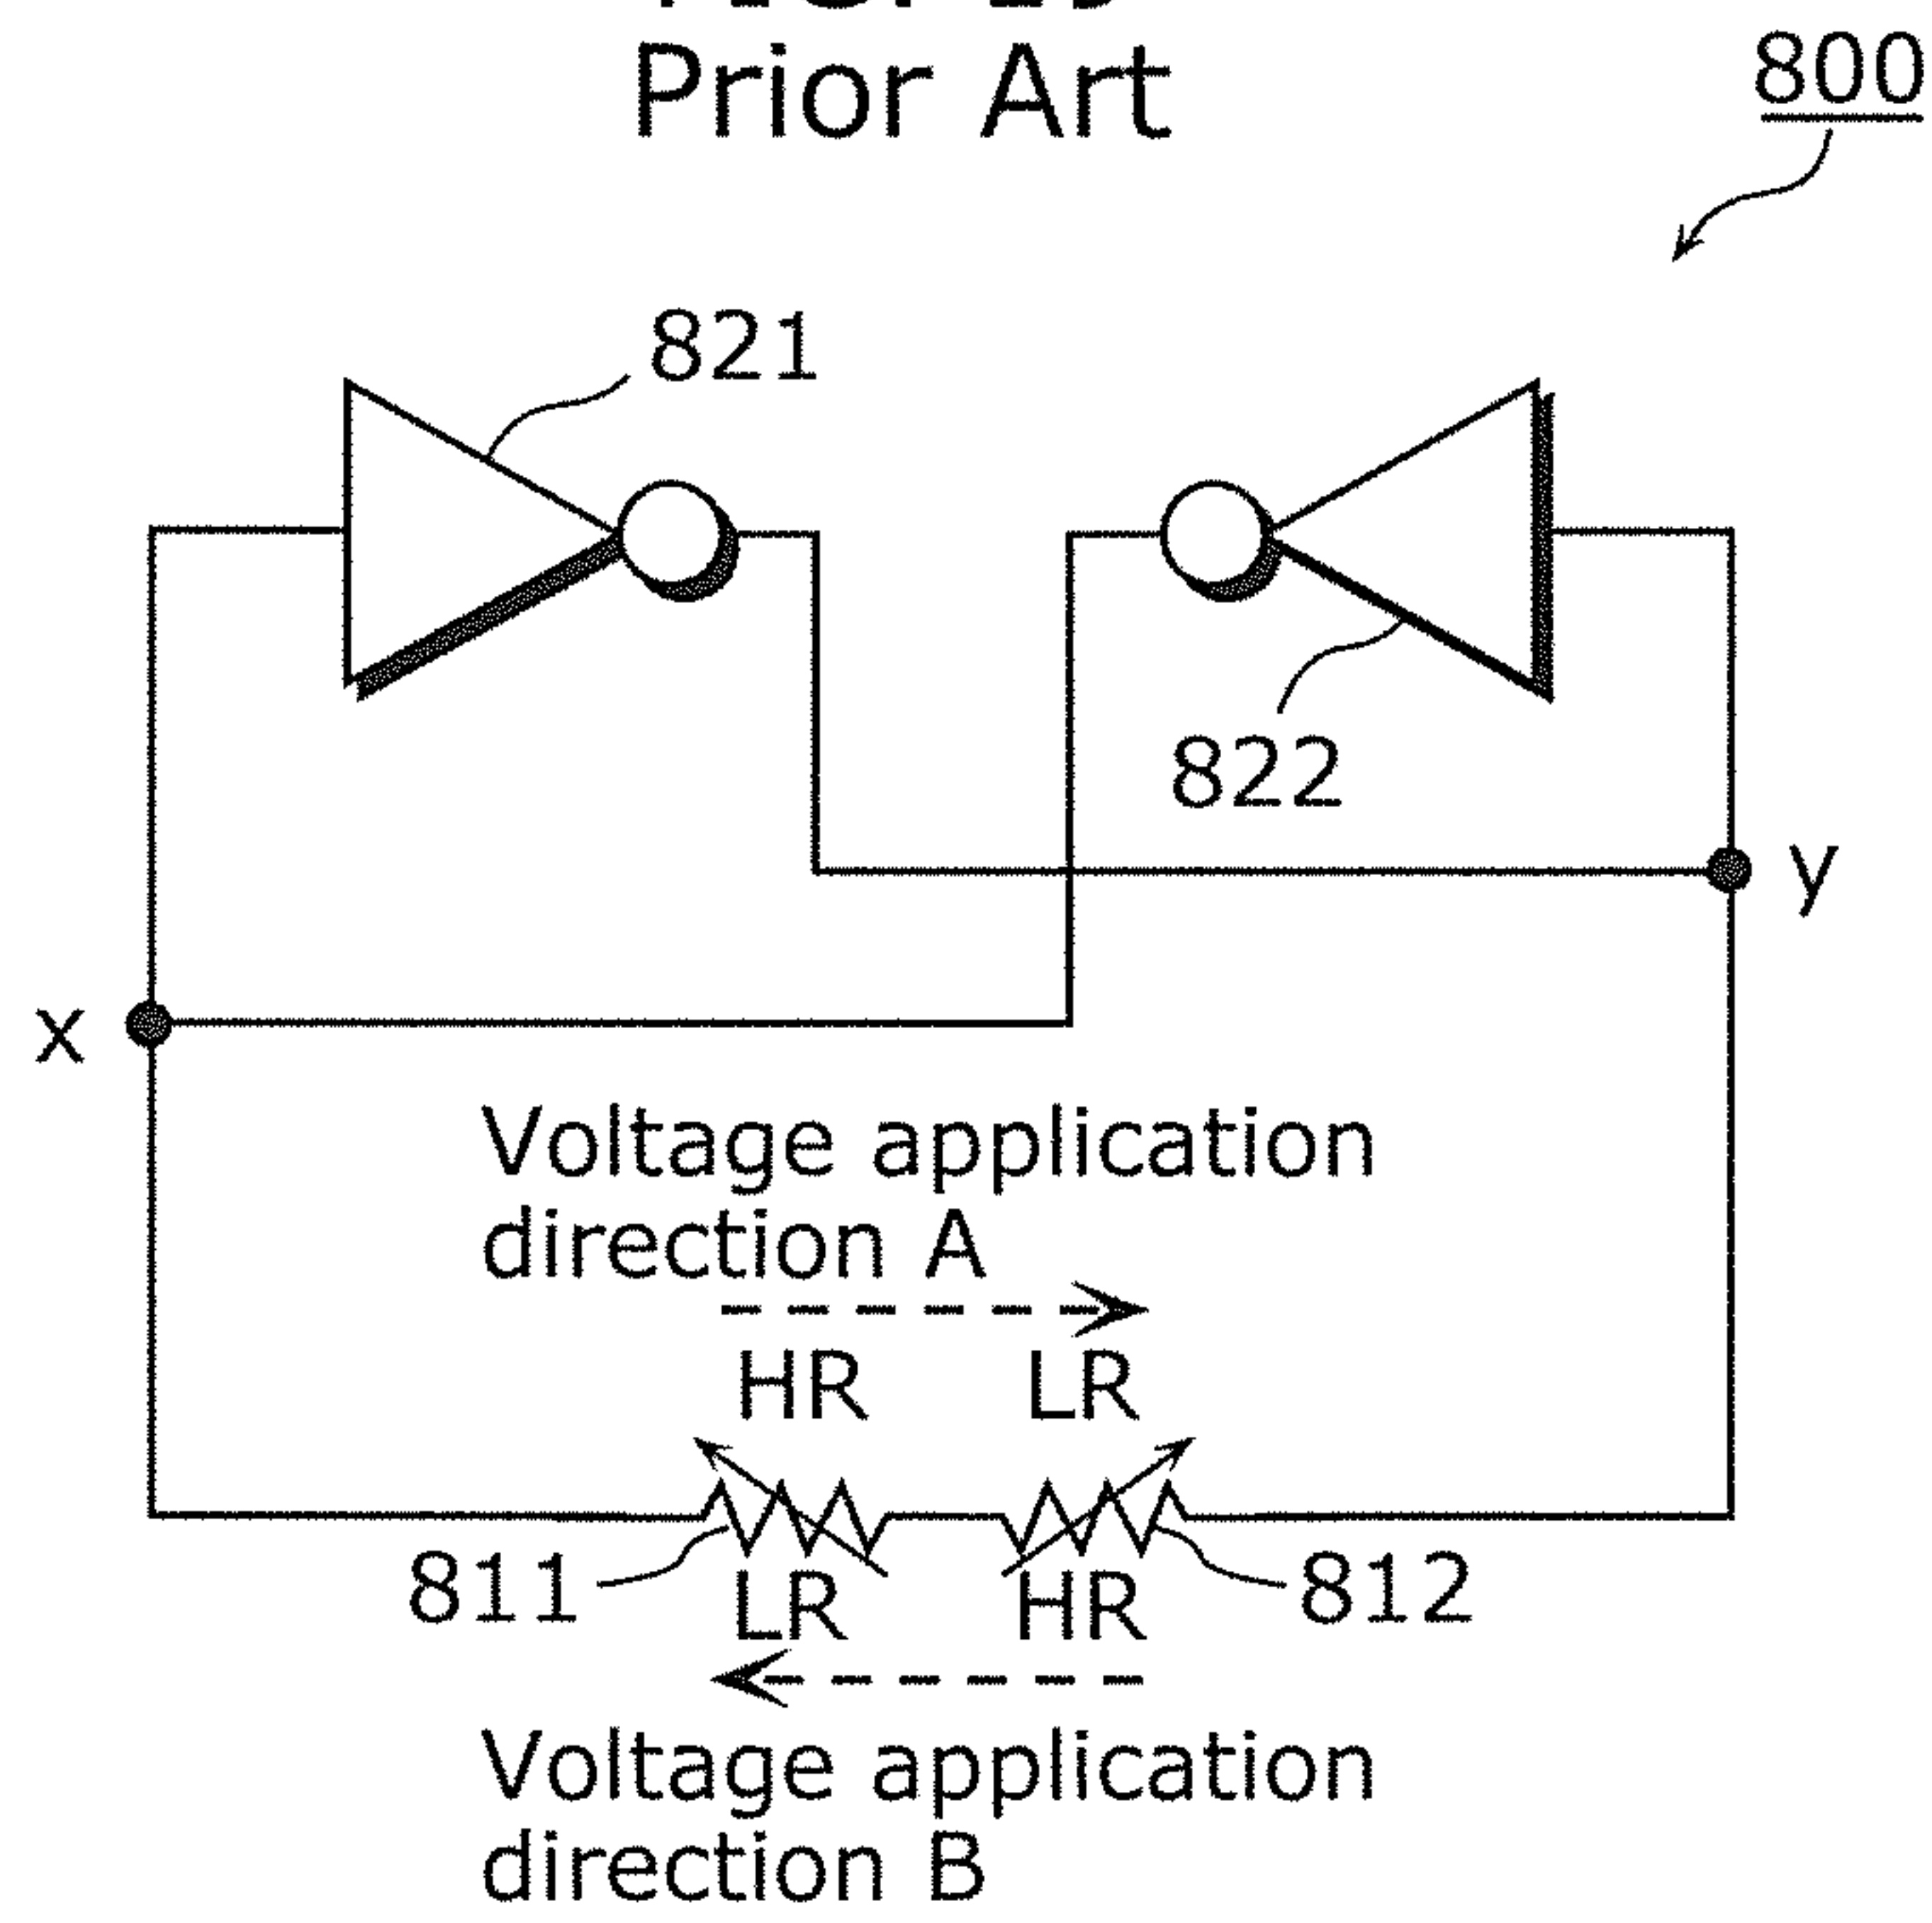 Prior Art
800
821
822
y
x
Voltage application
direction A
HR LR
811 LR HR 812
Voltage application
direction B